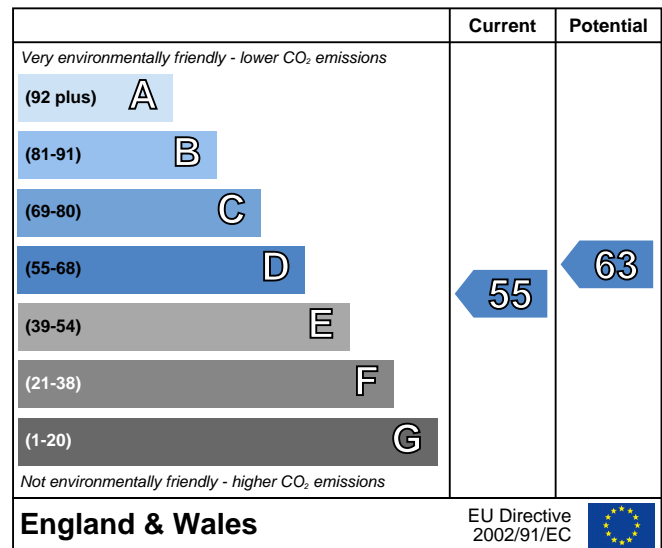 Current Potential
Very environmentally friendly - lower CO₂ emissions
(92 plus) A
(81-91) B
(69-80) C
(55-68) D
63
55
(39-54) E
(21-38) F
(1-20) G
Not environmentally friendly - higher CO₂ emissions
England & Wales
EU Directive
2002/91/EC